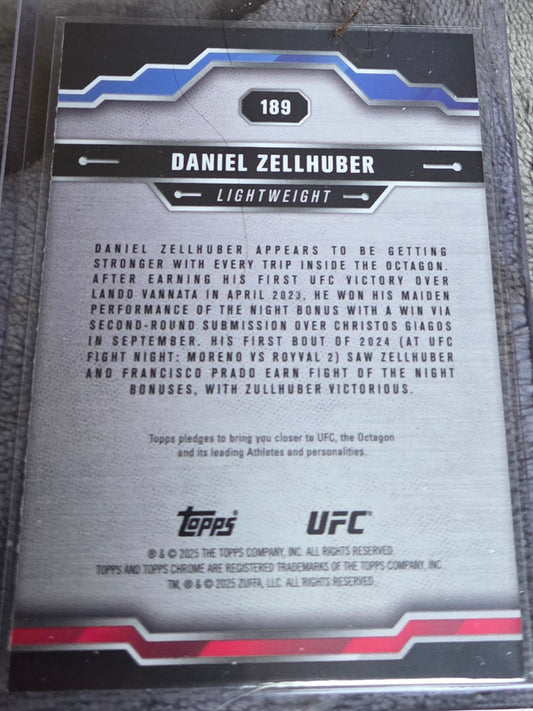 189
DANIEL ZELLHUBER
LIGHTWEIGHT
DANIEL ZELLHUBER APPEARS TO BE GETTING
STRONGER WITH EVERY TRIP INSIDE THE OCTAGON.
AFTER EARNING HIS FIRST UFC VICTORY OVER
LANDO VANNATA IN APRIL 2023, HE WON HIS MAIDEN
PERFORMANCE OF THE NIGHT BONUS WITH A WIN VIA
SECOND-ROUND SUBMISSION OVER CHRISTOS GIAGOS
IN SEPTEMBER. HIS FIRST BOUT OF 2024 (AT UFC
FIGHT NIGHT: MORENO VS ROYVAL 2) SAW ZELLHUBER
AND FRANCISCO PRADO EARN FIGHT OF THE NIGHT
BONUSES, WITH ZULLHUBER VICTORIOUS.
Topps pledges to bring you closer to UFC, the Octagon
and its leading Athletes and personalities.
Topps® UFC®
® & © 2025 THE TOPPS COMPANY, INC. ALL RIGHTS RESERVED.
TOPPS AND TOPPS CHROME ARE REGISTERED TRADEMARKS OF THE TOPPS COMPANY, INC.
TM, ® & © 2025 ZUFFA, LLC. ALL RIGHTS RESERVED.